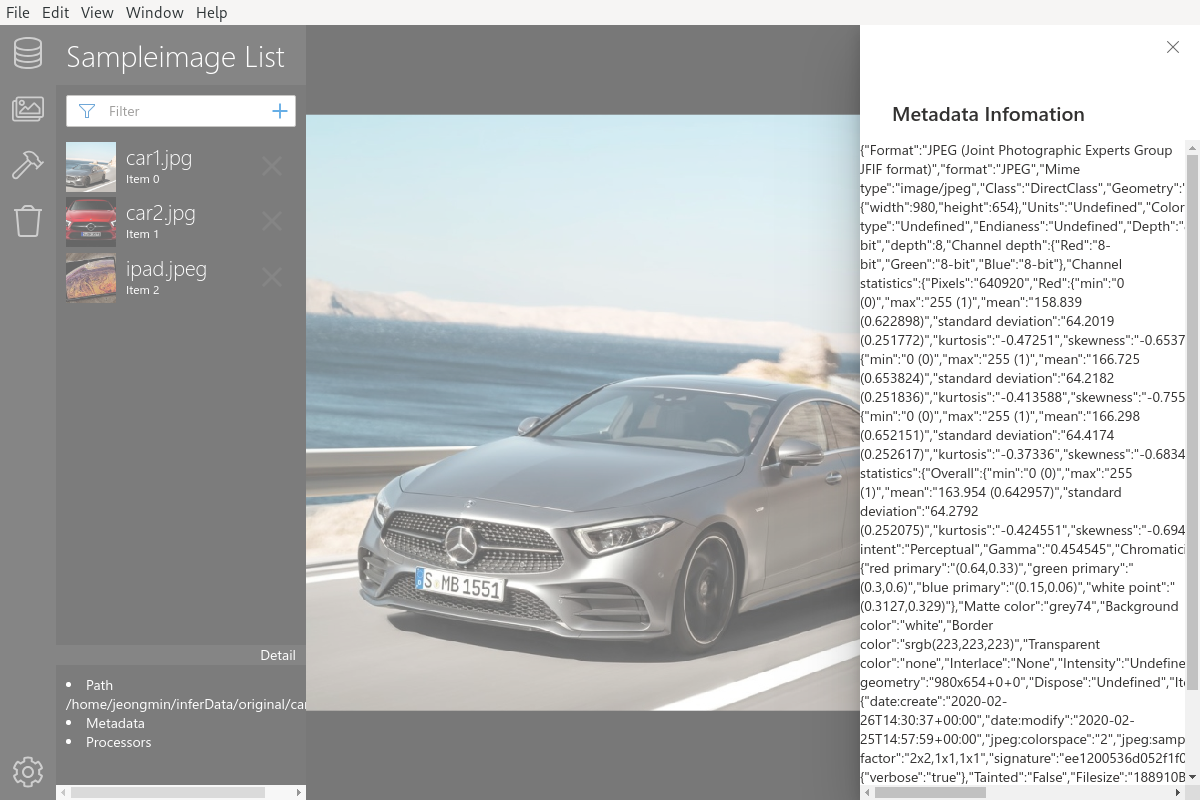 File Edit View Window Help
Sampleimage List
Filter
car1.jpg
Item 0
car2.jpg
Item 1
ipad.jpeg
Item 2
Detail
Path
/home/jeongmin/inferData/original/car
Metadata
Processors
S MB 1551
Metadata Infomation
{"Format":"JPEG (Joint Photographic Experts Group
JFIF format)","format":"JPEG","Mime
type":"image/jpeg","Class":"DirectClass","Geometry":"
{"width":980,"height":654},"Units":"Undefined","Color
type":"Undefined","Endianess":"Undefined","Depth":"
bit","depth":8,"Channel depth":{"Red":"8-
bit","Green":"8-bit","Blue":"8-bit"},"Channel
statistics":{"Pixels":"640920","Red":{"min":"0
(0)","max":"255 (1)","mean":"158.839
(0.622898)","standard deviation":"64.2019
(0.251772)","kurtosis":"-0.47251","skewness":"-0.6537
{"min":"0 (0)","max":"255 (1)","mean":"166.725
(0.653824)","standard deviation":"64.2182
(0.251836)","kurtosis":"-0.413588","skewness":"-0.755
{"min":"0 (0)","max":"255 (1)","mean":"166.298
(0.652151)","standard deviation":"64.4174
(0.252617)","kurtosis":"-0.37336","skewness":"-0.6834
statistics":{"Overall":{"min":"0 (0)","max":"255
(1)","mean":"163.954 (0.642957)","standard
deviation":"64.2792
(0.252075)","kurtosis":"-0.424551","skewness":"-0.694
intent":"Perceptual","Gamma":"0.454545","Chromatici
{"red primary":"(0.64,0.33)","green primary":"
(0.3,0.6)","blue primary":"(0.15,0.06)","white point":"
(0.3127,0.329)"},"Matte color":"grey74","Background
color":"white","Border
color":"srgb(223,223,223)","Transparent
color":"none","Interlace":"None","Intensity":"Undefine
geometry":"980x654+0+0","Dispose":"Undefined","Ite
{"date:create":"2020-02-
26T14:30:37+00:00","date:modify":"2020-02-
25T14:57:59+00:00","jpeg:colorspace":"2","jpeg:samp
factor":"2x2,1x1,1x1","signature":"ee1200536d052f1f0
{"verbose":"true"},"Tainted":"False","Filesize":"188910B